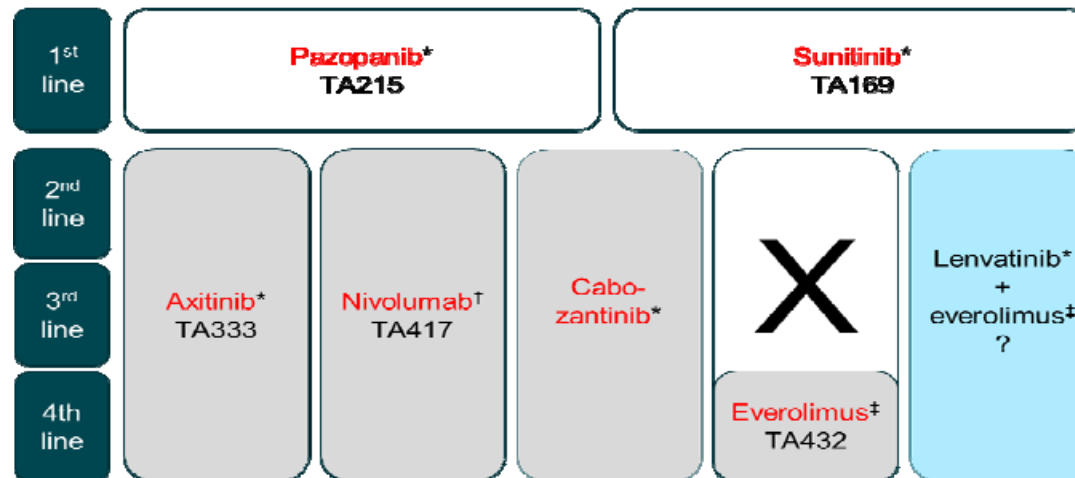 1st
line
Pazopanib*
TA215
Sunitinib*
TA169
2nd
line
3rd
line
4th
line
Axitinib*
TA333
Nivolumab†
TA417
Cabo-
zantinib*
X
Everolimus‡
TA432
Lenvatinib*
+
everolimus‡
?